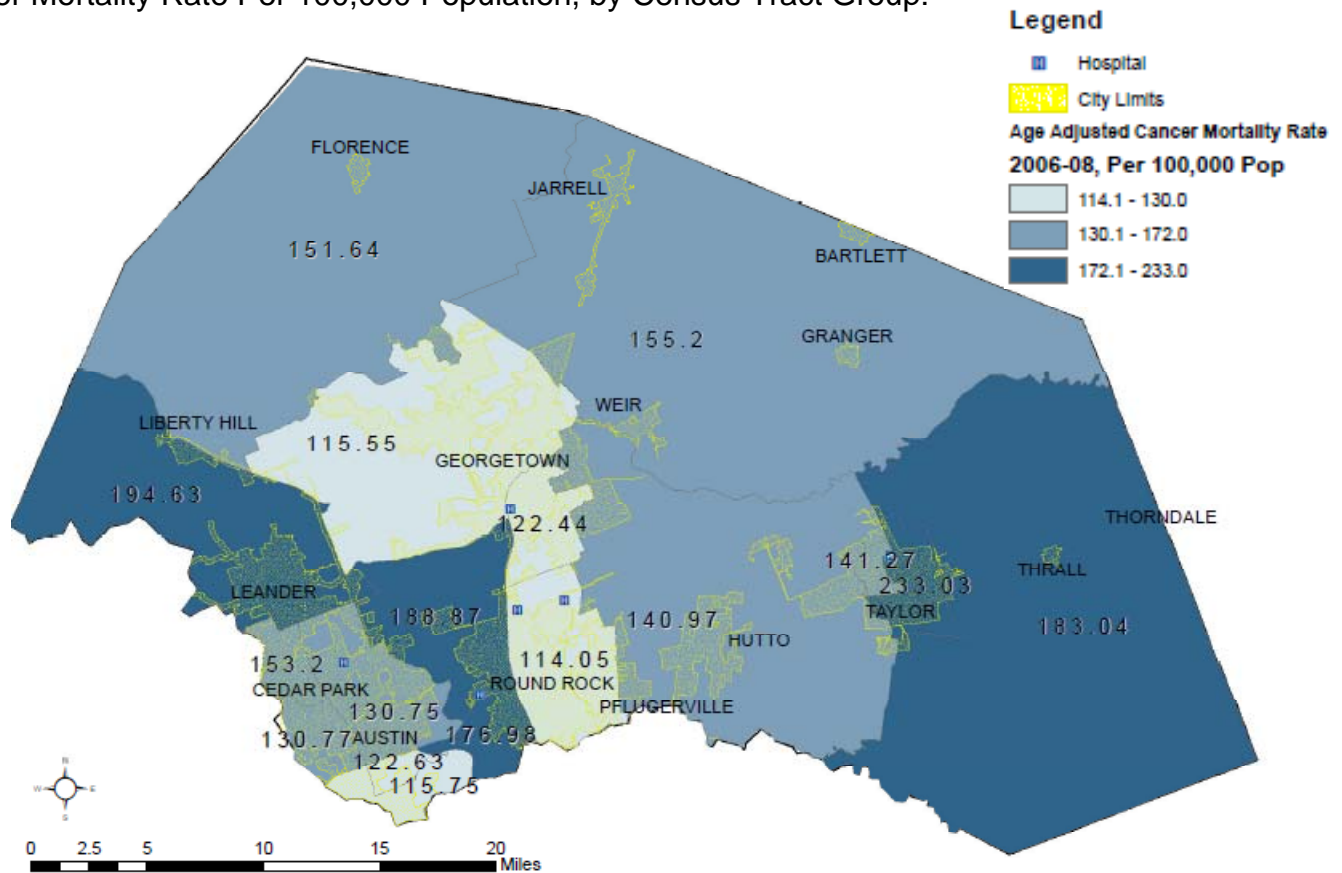 or Mortality Rate Per 100,000 Population, by Census Tract Group.
Legend
H Hospital
City Limits
Age Adjusted Cancer Mortality Rate
2006-08, Per 100,000 Pop
114.1 - 130.0
130.1 - 172.0
172.1 - 233.0
FLORENCE
JARRELL
151.64
BARTLETT
155.2
GRANGER
WEIR
LIBERTY HILL
115.55
GEORGETOWN
194.63
H
122.44
THORNDALE
141.27
THRALL
233.03
LEANDER
TAYLOR
188.87
H
H
140.97
183.04
HUTTO
153.2
H
114.05
CEDAR PARK
ROUND ROCK
H
PFLUGERVILLE
130.75
130.77
AUSTIN
176.98
122.63
115.75
N
W
E
S
0 2.5 5 10 15 20
Miles